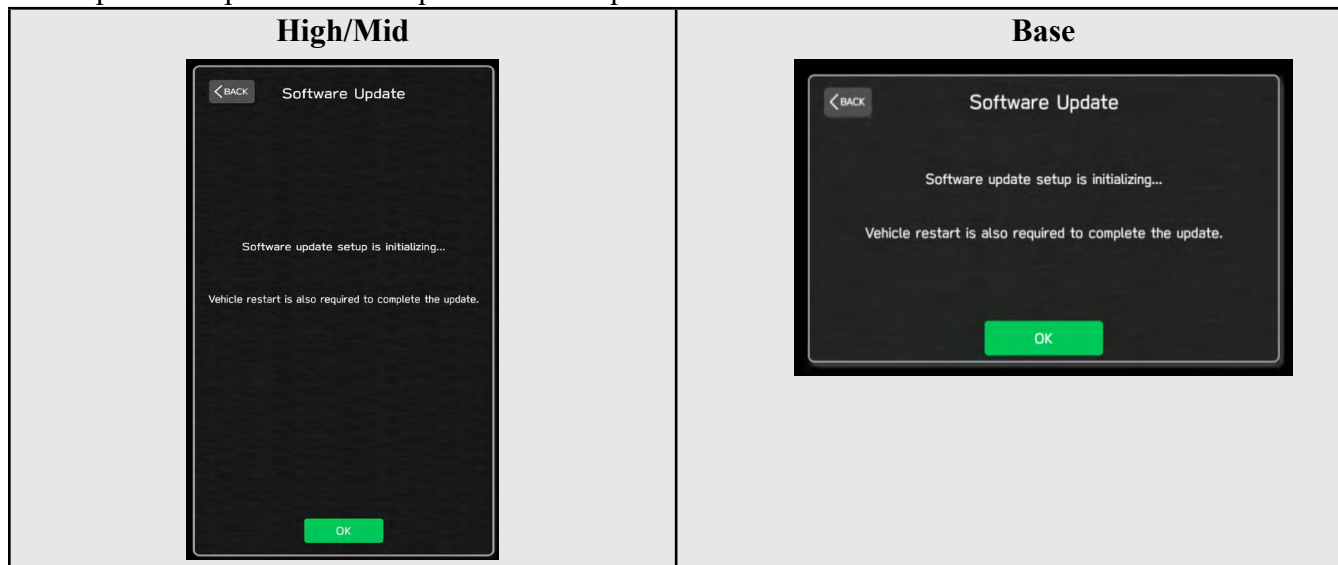 High/Mid
BACK
Software Update
Software update setup is initializing...
Vehicle restart is also required to complete the update.
OK
Base
BACK
Software Update
Software update setup is initializing...
Vehicle restart is also required to complete the update.
OK